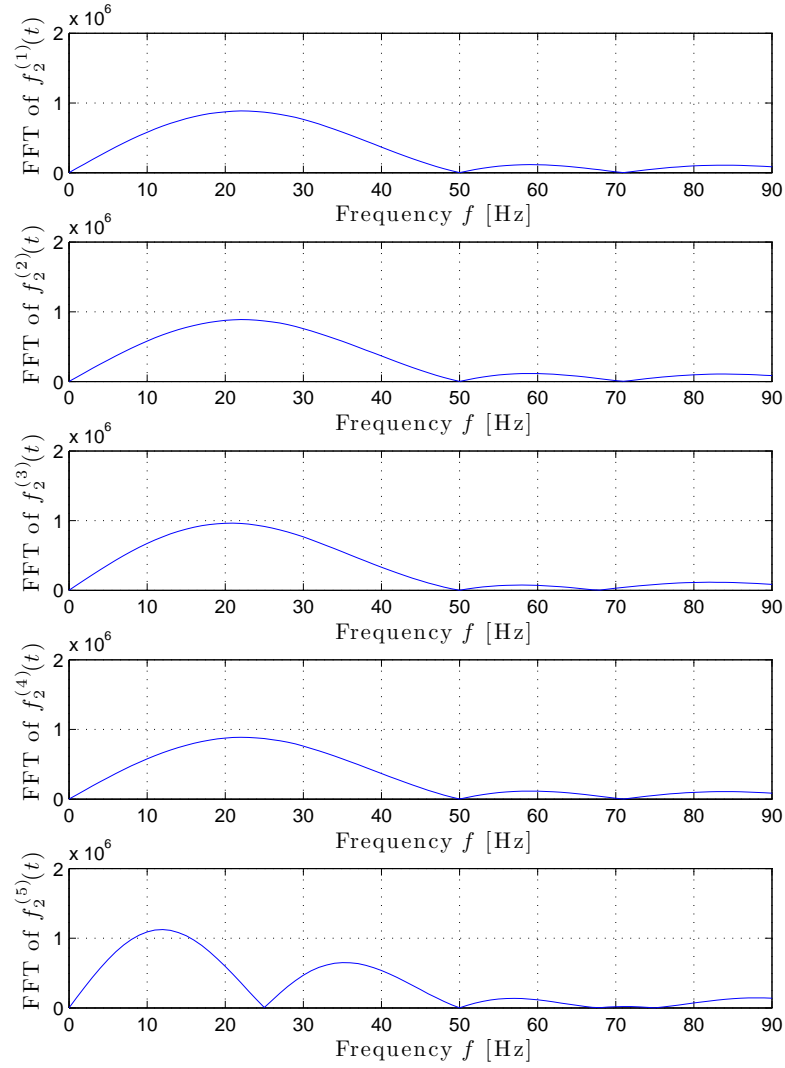 x 10^6
2
1
0
FFT of f_2^(1)(t)
0 10 20 30 40 50 60 70 80 90
Frequency f [Hz]
x 10^6
2
1
0
FFT of f_2^(2)(t)
0 10 20 30 40 50 60 70 80 90
Frequency f [Hz]
x 10^6
2
1
0
FFT of f_2^(3)(t)
0 10 20 30 40 50 60 70 80 90
Frequency f [Hz]
x 10^6
2
1
0
FFT of f_2^(4)(t)
0 10 20 30 40 50 60 70 80 90
Frequency f [Hz]
x 10^6
2
1
0
FFT of f_2^(5)(t)
0 10 20 30 40 50 60 70 80 90
Frequency f [Hz]